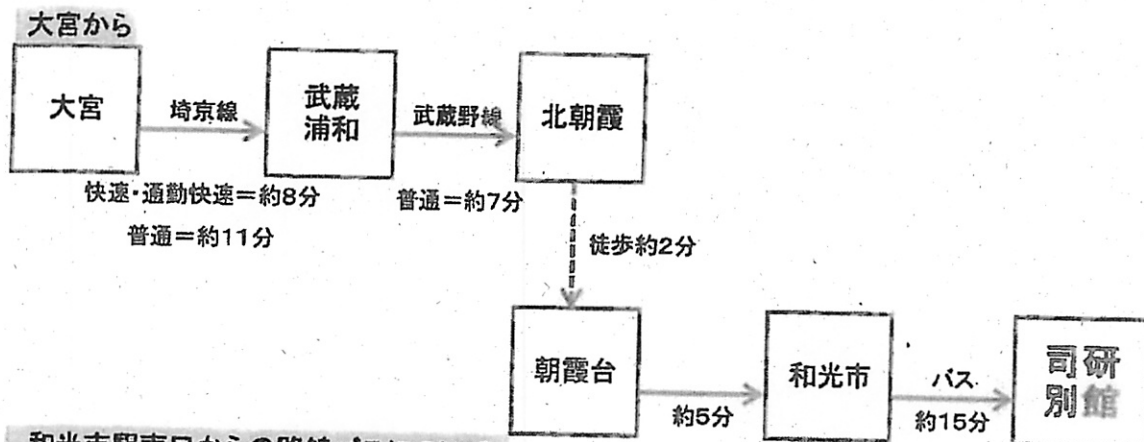 大宮から
大宮
埼京線
武蔵
浦和
武蔵野線
北朝霞
快速・通勤快速=約8分
普通=約11分
普通=約7分
徒歩約2分
朝霞台
約5分
和光市
バス
約15分
司研
別館